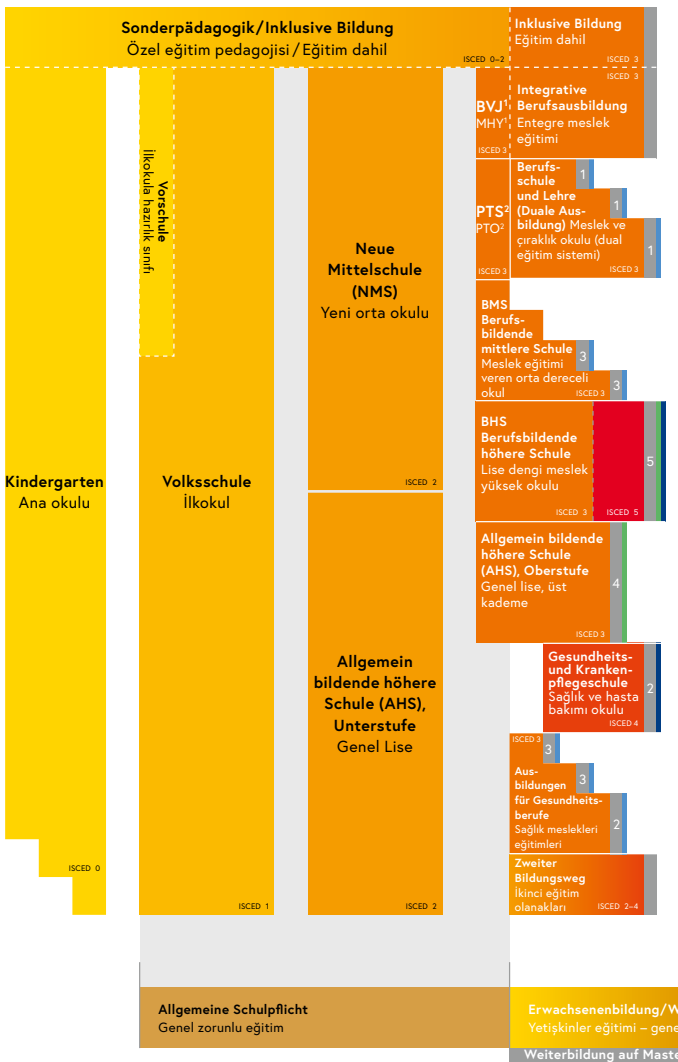 Sonderpädagogik/Inklusive Bildung
Özel eğitim pedagojisi / Eğitim dahil
ISCED 0–2
Inklusive Bildung
Eğitim dahil
ISCED 3
ISCED 3
Integrative
Berufsausbildung
Entegre meslek
eğitimi
BVJ¹
MHY¹
ISCED 3
Vorschule
İlkokula hazırlık sınıfı
PTS²
PTO²
ISCED 3
Berufs-
schule
und Lehre
(Duale Aus-
bildung) Meslek ve
çıraklık okulu (dual
eğitim sistemi)
ISCED 3
1
1
1
Neue
Mittelschule
(NMS)
Yeni orta okulu
ISCED 2
BMS
Berufs-
bildende
mittlere Schule
Meslek eğitimi
veren orta dereceli
okul
ISCED 3
3
3
Kindergarten
Ana okulu
ISCED 0
Volksschule
İlkokul
ISCED 1
BHS
Berufsbildende
höhere Schule
Lise dengi meslek
yüksek okulu
ISCED 3
ISCED 5
5
Allgemein bildende
höhere Schule
(AHS), Oberstufe
Genel lise, üst
kademe
ISCED 3
4
Allgemein
bildende höhere
Schule (AHS),
Unterstufe
Genel Lise
ISCED 2
Gesundheits-
und Kranken-
pflegeschule
Sağlık ve hasta
bakımı okulu
ISCED 4
2
ISCED 3
3
Aus-
bildungen
für Gesundheits-
berufe
Sağlık meslekleri
eğitimleri
3
2
Zweiter
Bildungsweg
İkinci eğitim
olanakları
ISCED 2–4
Allgemeine Schulpflicht
Genel zorunlu eğitim
Erwachsenenbildung/W
Yetişkinler eğitimi – gene
Weiterbildung auf Maste